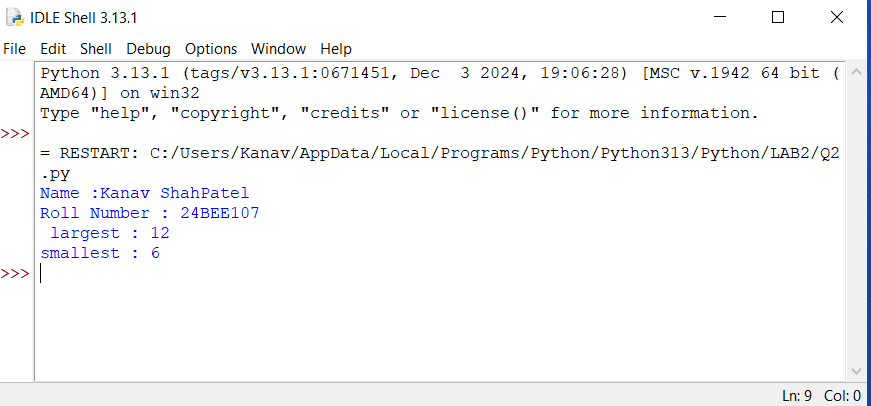 IDLE Shell 3.13.1
File Edit Shell Debug Options Window Help
Python 3.13.1 (tags/v3.13.1:0671451, Dec  3 2024, 19:06:28) [MSC v.1942 64 bit (
AMD64)] on win32
Type "help", "copyright", "credits" or "license()" for more information.
>>>
= RESTART: C:/Users/Kanav/AppData/Local/Programs/Python/Python313/Python/LAB2/Q2
.py
Name :Kanav ShahPatel
Roll Number : 24BEE107
 largest : 12
smallest : 6
>>>
Ln: 9 Col: 0